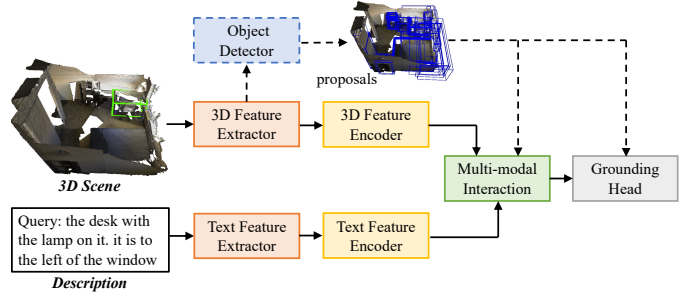 Object
Detector
proposals
3D Feature
Extractor
3D Feature
Encoder
3D Scene
Multi-modal
Interaction
Grounding
Head
Query: the desk with
the lamp on it. it is to
the left of the window
Text Feature
Extractor
Text Feature
Encoder
Description